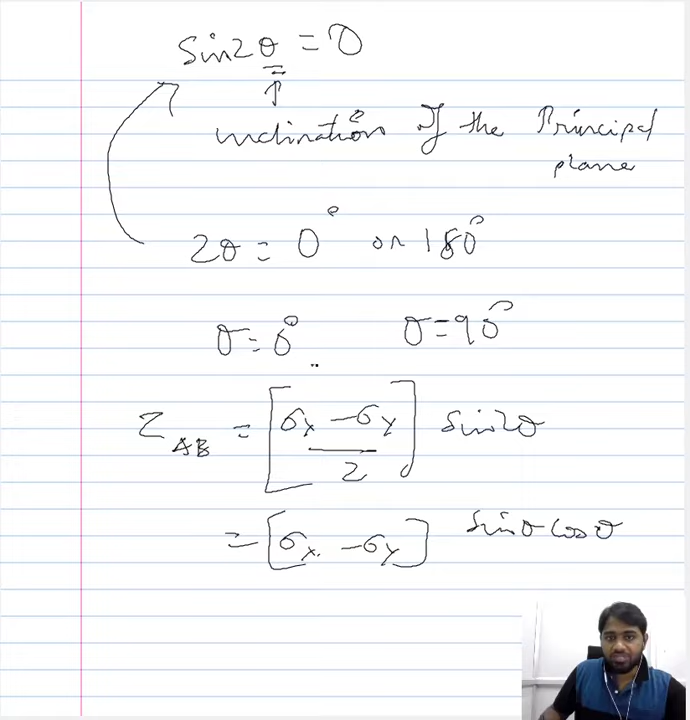 sin2θ = 0
↑
inclination of the Principal
plane
2θ = 0° or 180°
θ = 0° θ = 90°
τ_AB = [(σx − σy)/2] sin2θ
= [σx − σy] sinθ cosθ